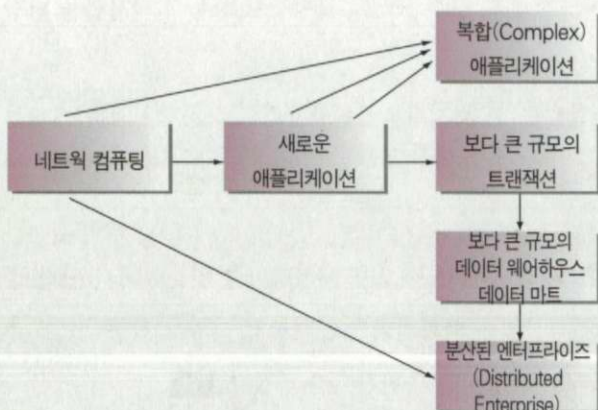 복합(Complex)
애플리케이션
네트웍 컴퓨팅
새로운
애플리케이션
보다 큰 규모의
트랜잭션
보다 큰 규모의
데이터 웨어하우스
데이터 마트
분산된 엔터프라이즈
(Distributed
Enterprise)